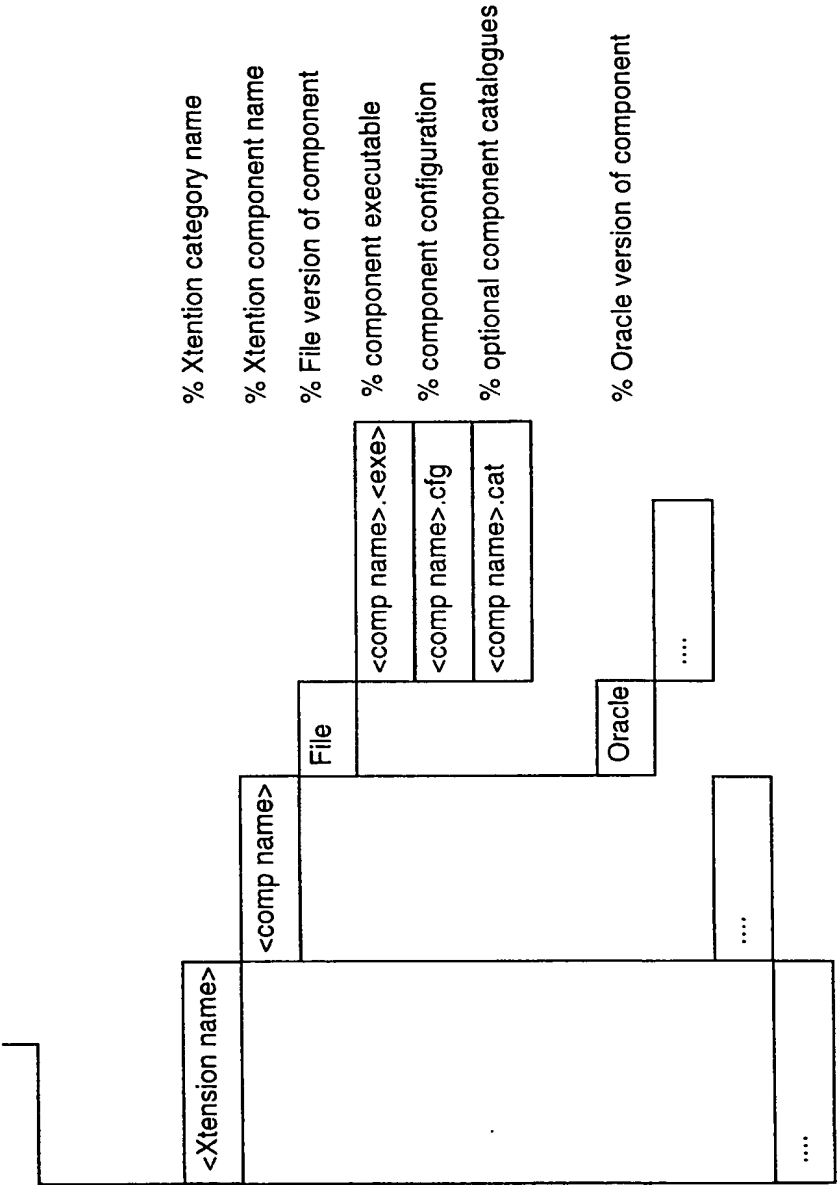 <Xtension name>
% Xtention category name
<comp name>
% Xtention component name
File
% File version of component
<comp name>.<exe>
% component executable
<comp name>.cfg
% component configuration
<comp name>.cat
% optional component catalogues
Oracle
% Oracle version of component
....
....
....